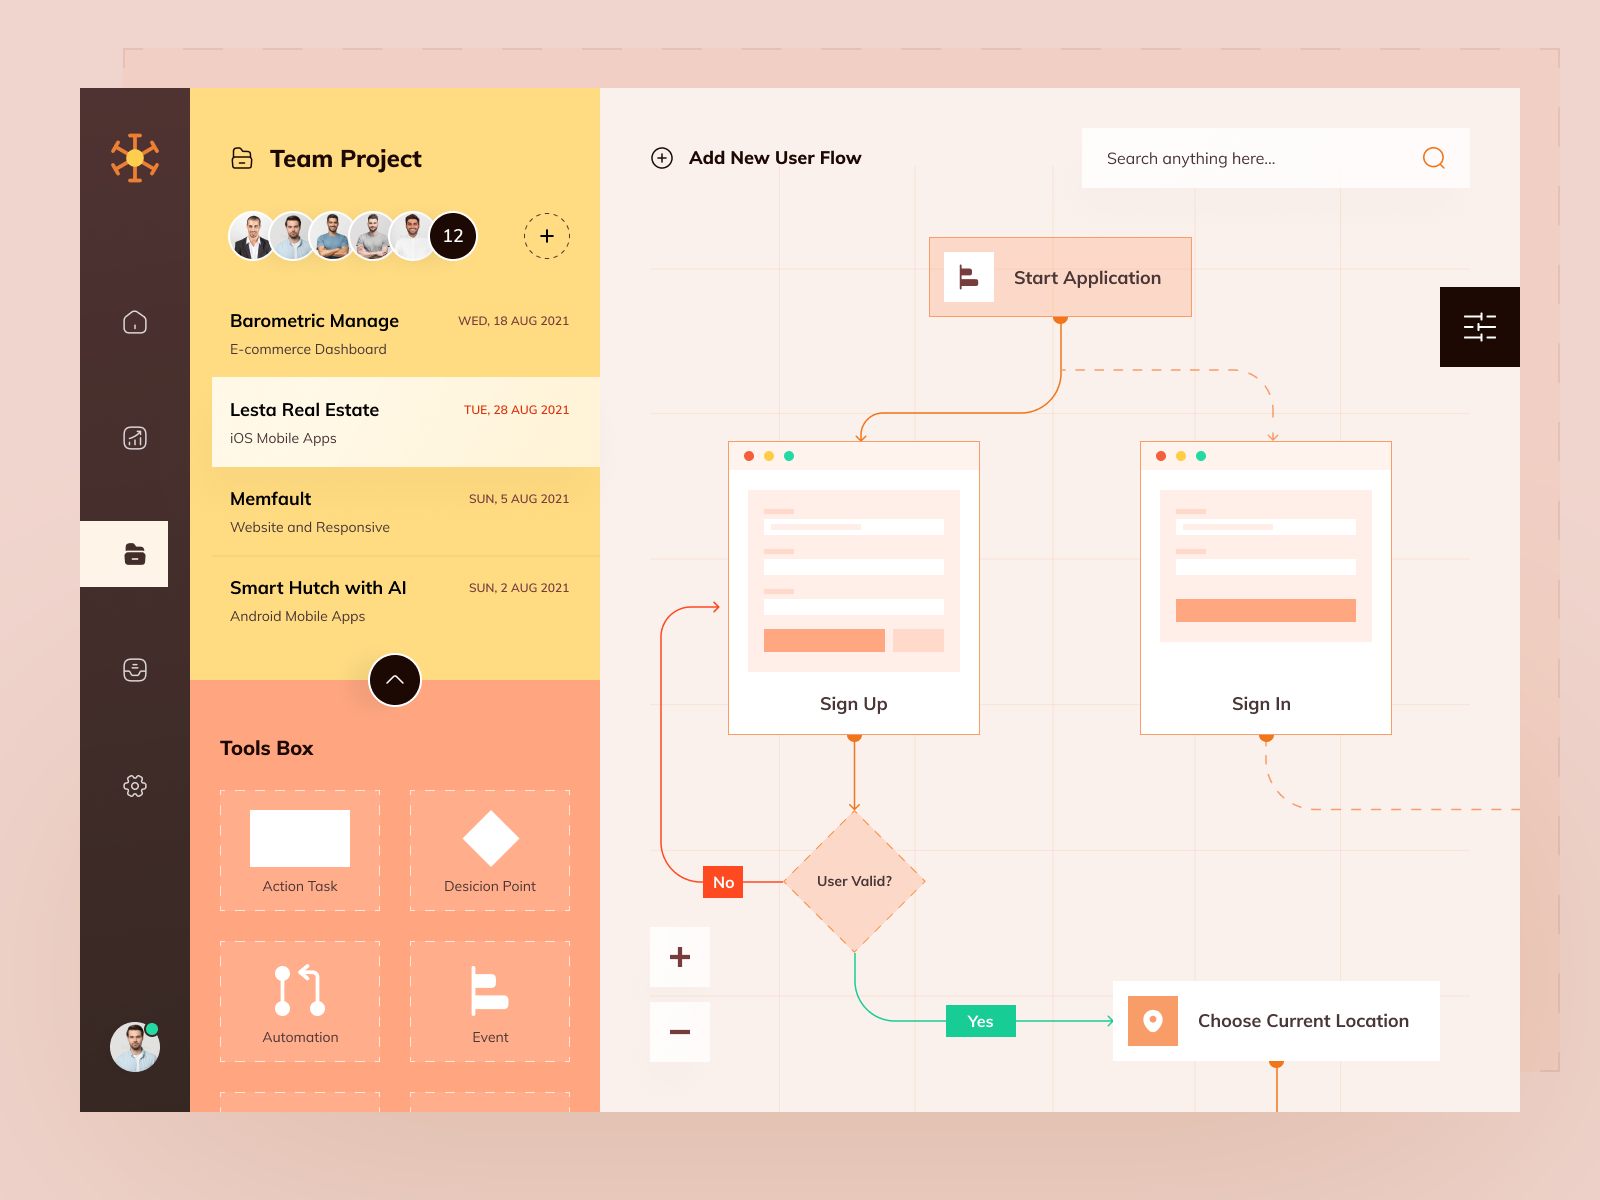 Team Project
12
Barometric Manage
WED, 18 AUG 2021
E-commerce Dashboard
Lesta Real Estate
TUE, 28 AUG 2021
iOS Mobile Apps
Memfault
SUN, 5 AUG 2021
Website and Responsive
Smart Hutch with AI
SUN, 2 AUG 2021
Android Mobile Apps
Tools Box
Action Task
Desicion Point
Automation
Event
Add New User Flow
Search anything here...
Start Application
Sign Up
Sign In
User Valid?
No
Yes
Choose Current Location